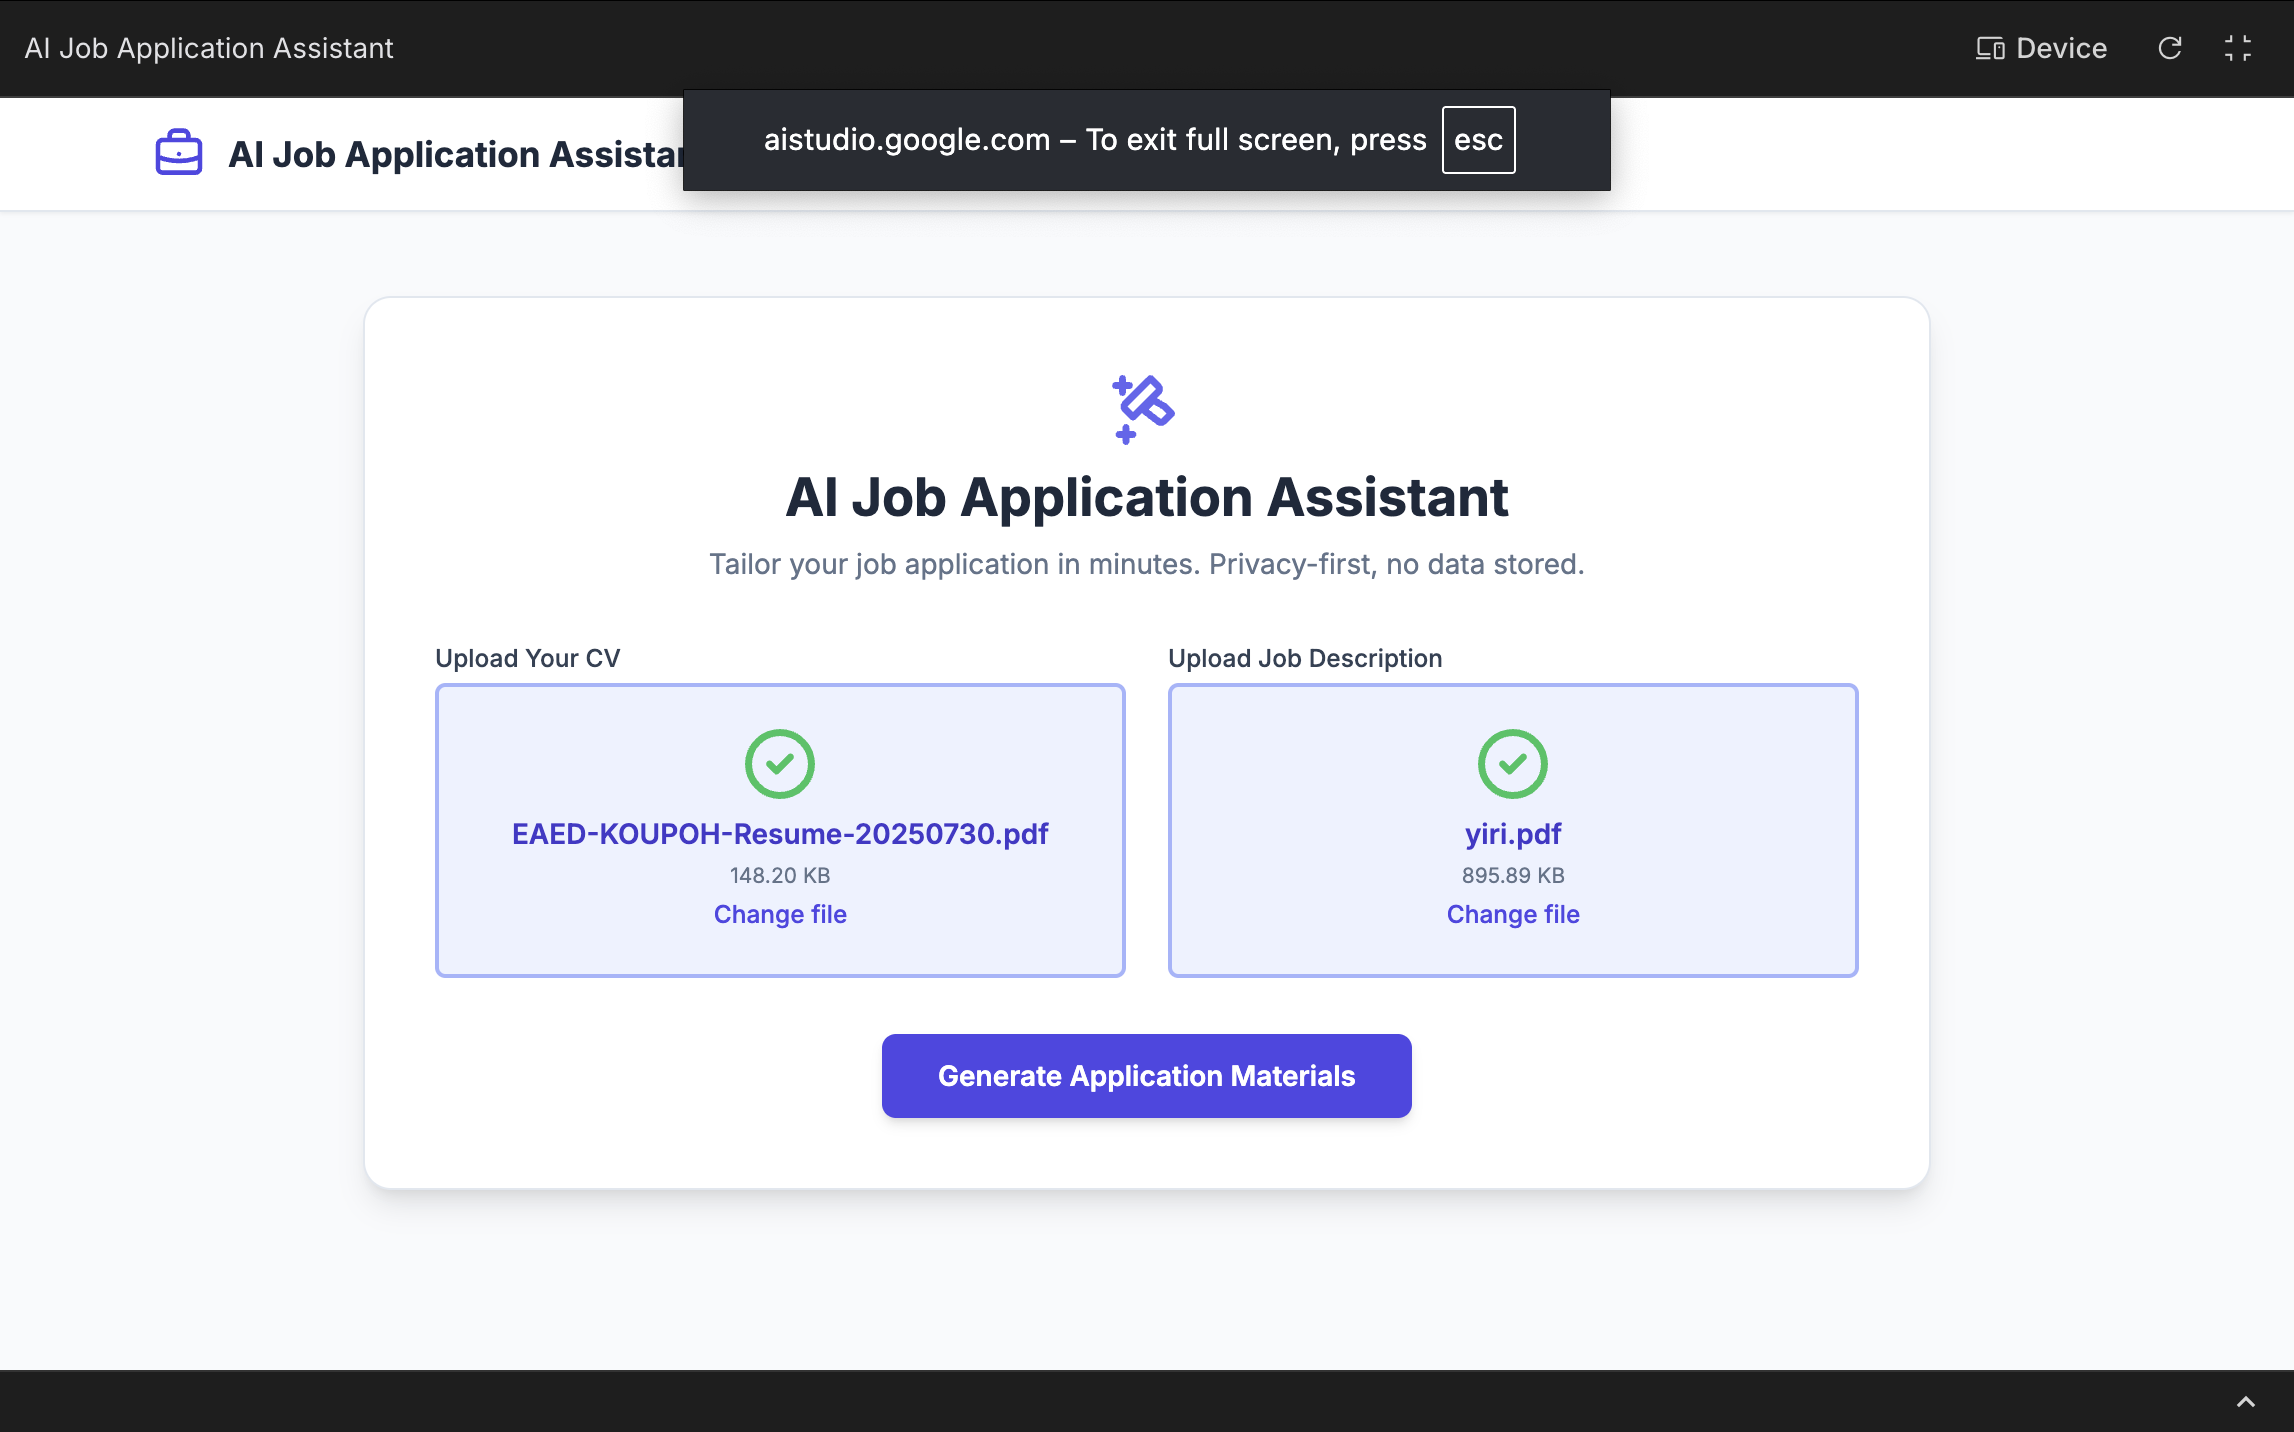 AI Job Application Assistant
Device
aistudio.google.com – To exit full screen, press esc
AI Job Application Assistan
AI Job Application Assistant
Tailor your job application in minutes. Privacy-first, no data stored.
Upload Your CV
EAED-KOUPOH-Resume-20250730.pdf
148.20 KB
Change file
Upload Job Description
yiri.pdf
895.89 KB
Change file
Generate Application Materials